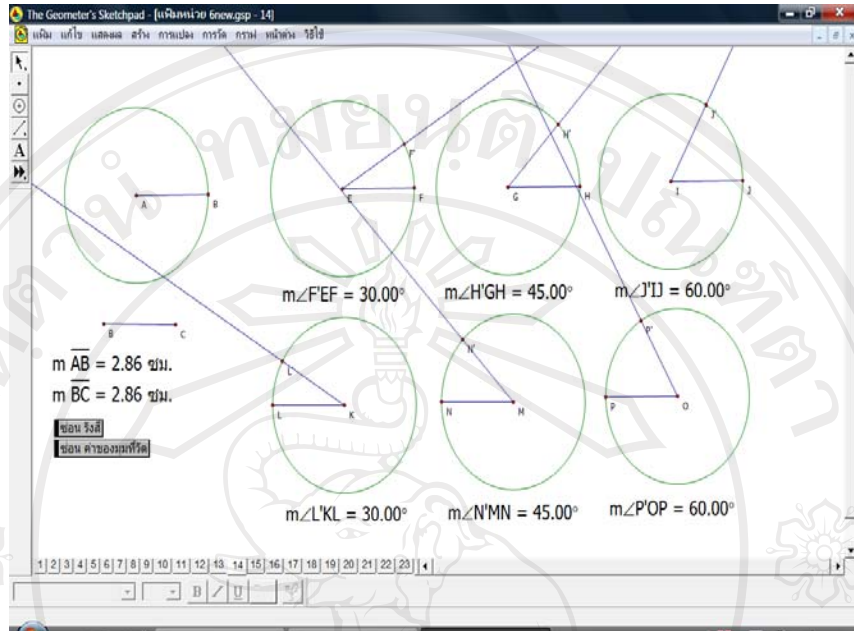 The Geometer's Sketchpad - [แฟ้มหน่วย 6new.gsp - 14]
แฟ้ม แก้ไข แสดงผล สร้าง การแปลง การวัด กราฟ หน้าต่าง วิธีใช้
A
A B
E F F'
G H H'
I J J'
m∠F'EF = 30.00°
m∠H'GH = 45.00°
m∠J'IJ = 60.00°
B C
m AB = 2.86 ซม.
m BC = 2.86 ซม.
ซ่อน รังสี
ซ่อน ค่าของมุมที่วัด
L K L'
N M N'
P O P'
m∠L'KL = 30.00°
m∠N'MN = 45.00°
m∠P'OP = 60.00°
1 2 3 4 5 6 7 8 9 10 11 12 13 14 15 16 17 18 19 20 21 22 23
B I U